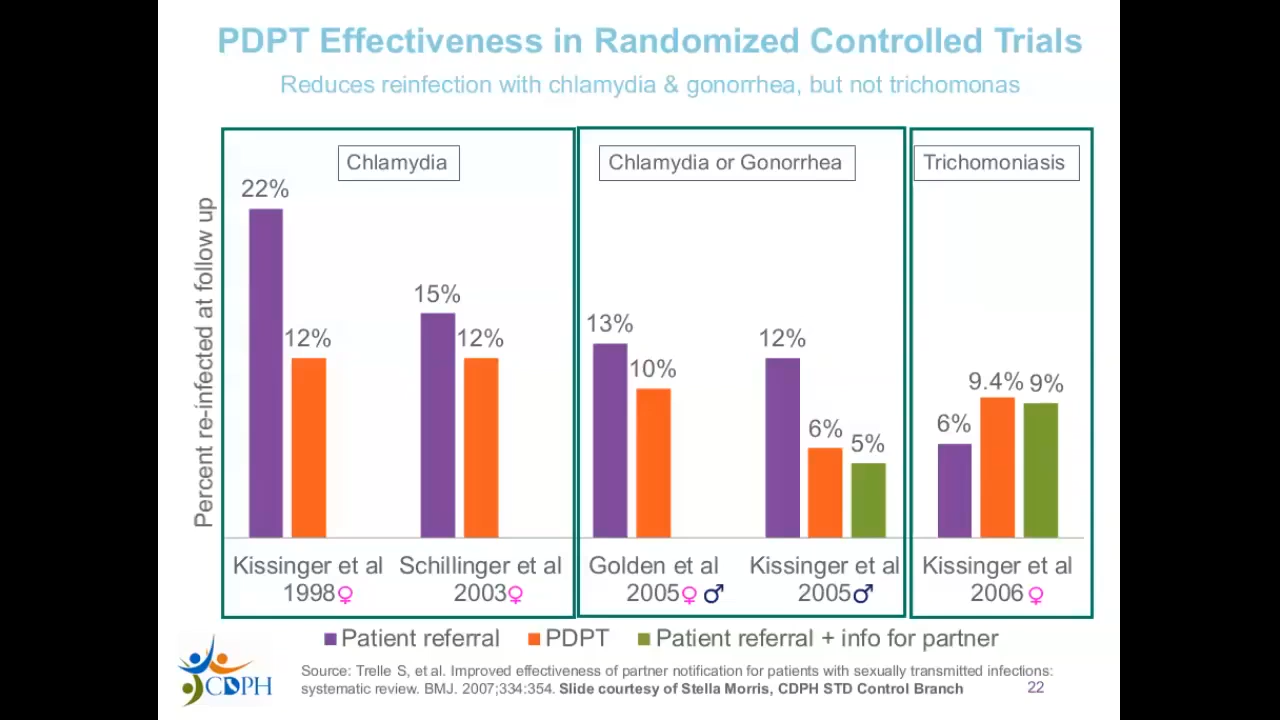 PDPT Effectiveness in Randomized Controlled Trials
Reduces reinfection with chlamydia & gonorrhea, but not trichomonas
Percent re-infected at follow up
Chlamydia
22%
12%
15%
12%
Kissinger et al
1998♀
Schillinger et al
2003♀
Chlamydia or Gonorrhea
13%
10%
12%
6%
5%
Golden et al
2005♀ ♂
Kissinger et al
2005♂
Trichomoniasis
6%
9.4%
9%
Kissinger et al
2006 ♀
Patient referral
PDPT
Patient referral + info for partner
CDPH
Source: Trelle S, et al. Improved effectiveness of partner notification for patients with sexually transmitted infections:
systematic review. BMJ. 2007;334:354. Slide courtesy of Stella Morris, CDPH STD Control Branch
22